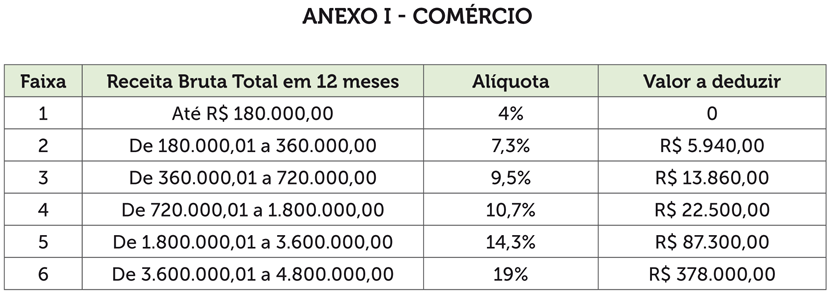 ANEXO I - COMÉRCIO
Faixa Receita Bruta Total em 12 meses Alíquota Valor a deduzir
1 Até R$ 180.000,00 4% 0
2 De 180.000,01 a 360.000,00 7,3% R$ 5.940,00
3 De 360.000,01 a 720.000,00 9,5% R$ 13.860,00
4 De 720.000,01 a 1.800.000,00 10,7% R$ 22.500,00
5 De 1.800.000,01 a 3.600.000,00 14,3% R$ 87.300,00
6 De 3.600.000,01 a 4.800.000,00 19% R$ 378.000,00